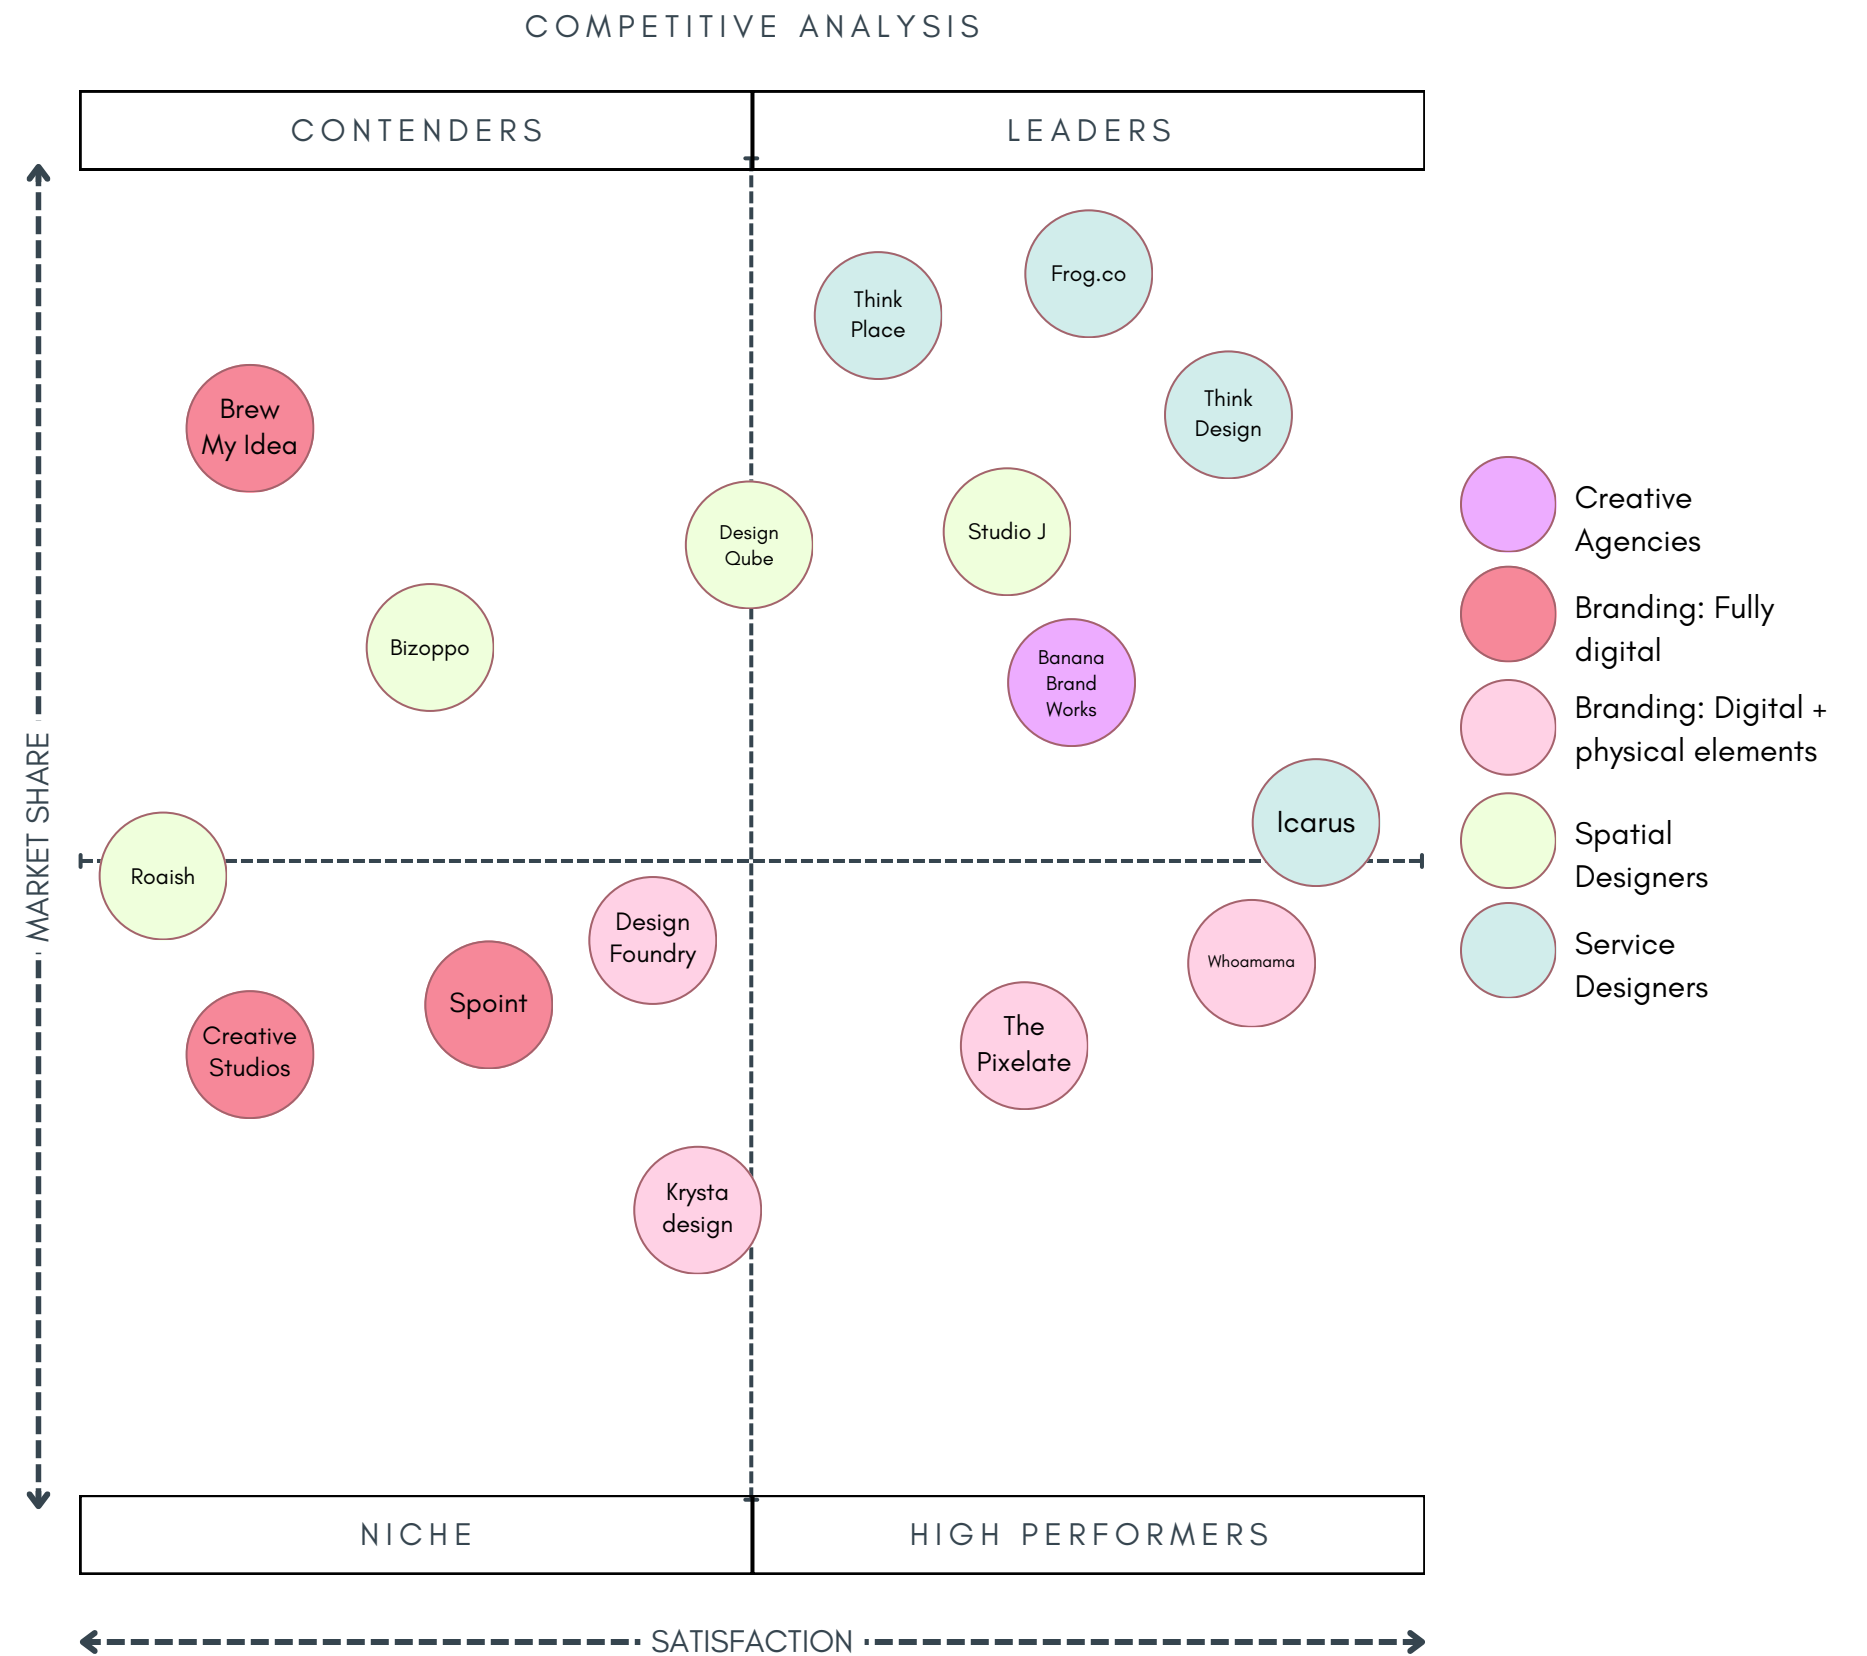 COMPETITIVE ANALYSIS
CONTENDERS
LEADERS
Frog.co
Think
Place
Think
Design
Brew
My Idea
Design
Qube
Studio J
Bizoppo
Banana
Brand
Works
Icarus
Roaish
Design
Foundry
Whoamama
Spoint
Creative
Studios
The
Pixelate
Krysta
design
MARKET SHARE
Creative
Agencies
Branding: Fully
digital
Branding: Digital +
physical elements
Spatial
Designers
Service
Designers
NICHE
HIGH PERFORMERS
SATISFACTION